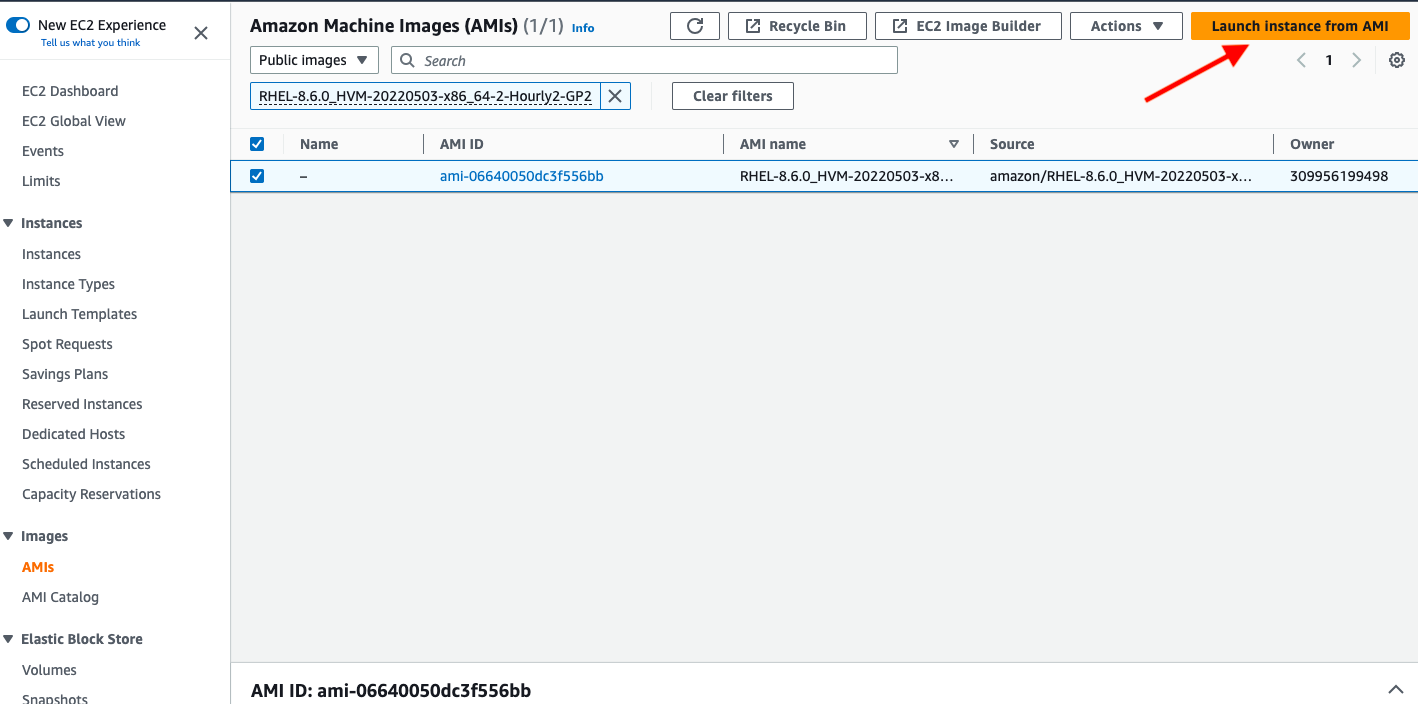 New EC2 Experience
Tell us what you think
EC2 Dashboard
EC2 Global View
Events
Limits
Instances
Instances
Instance Types
Launch Templates
Spot Requests
Savings Plans
Reserved Instances
Dedicated Hosts
Scheduled Instances
Capacity Reservations
Images
AMIs
AMI Catalog
Elastic Block Store
Volumes
Snapshots
Amazon Machine Images (AMIs) (1/1) Info
Recycle Bin
EC2 Image Builder
Actions
Launch instance from AMI
Public images
Search
1
RHEL-8.6.0_HVM-20220503-x86_64-2-Hourly2-GP2
Clear filters
Name AMI ID AMI name Source Owner
– ami-06640050dc3f556bb RHEL-8.6.0_HVM-20220503-x8... amazon/RHEL-8.6.0_HVM-20220503-x... 309956199498
AMI ID: ami-06640050dc3f556bb